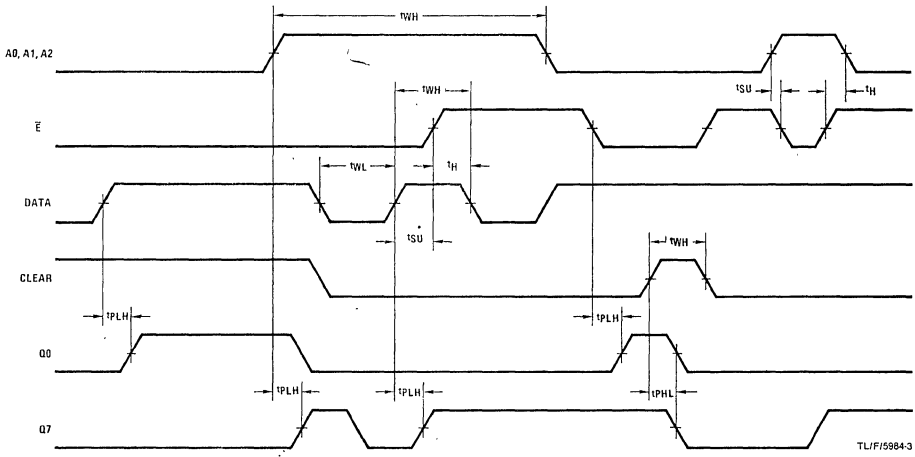 tWH
A0, A1, A2
tSU
tH
tWH
E̅
tWL
tH
DATA
tSU
tWH
CLEAR
tPLH
tPLH
Q0
tPLH
tPLH
tPHL
Q7
TL/F/5984-3